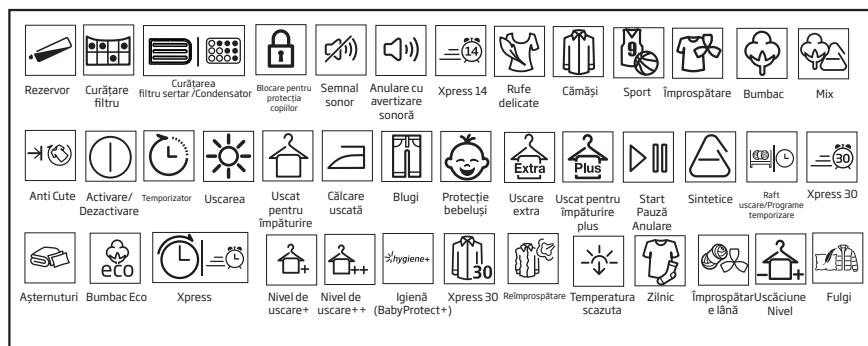 14
9
Rezervor
Curățare filtru
Curățarea filtru sertar /Condensator
Blocare pentru protecția copiilor
Semnal sonor
Anulare cu avertizare sonoră
Xpress 14
Rufe delicate
Cămăși
Sport
Împrospătare
Bumbac
Mix
Extra
Plus
30
Anti Cute
Activare/ Dezactivare
Temporizator
Uscarea
Uscat pentru împăturire
Călcare uscată
Blugi
Protecție bebeluși
Uscare extra
Uscat pentru împăturire plus
Start Pauză Anulare
Sintetice
Raft uscare/Programe temporizare
Xpress 30
eco
+
++
hygiene+
30
- +
Așternuturi
Bumbac Eco
Xpress
Nivel de uscare+
Nivel de uscare++
Igienă (BabyProtect+)
Xpress 30
Reîmprospătare
Temperatura scazuta
Zilnic
Împrospătar e lână
Uscăciune Nivel
Fulgi